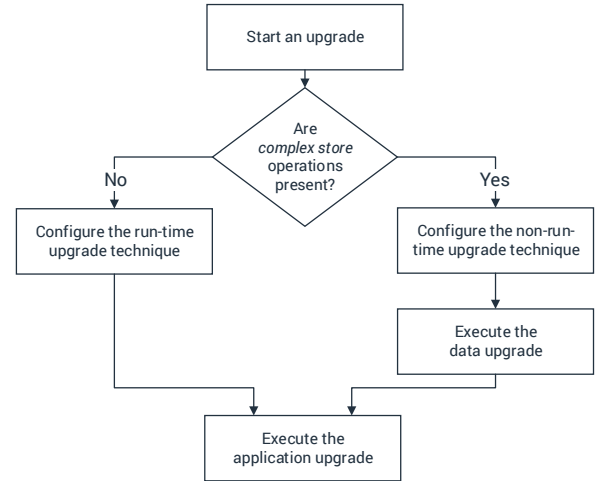 Start an upgrade
Are
complex store
operations
present?
No
Yes
Configure the run-time
upgrade technique
Configure the non-run-
time upgrade technique
Execute the
data upgrade
Execute the
application upgrade